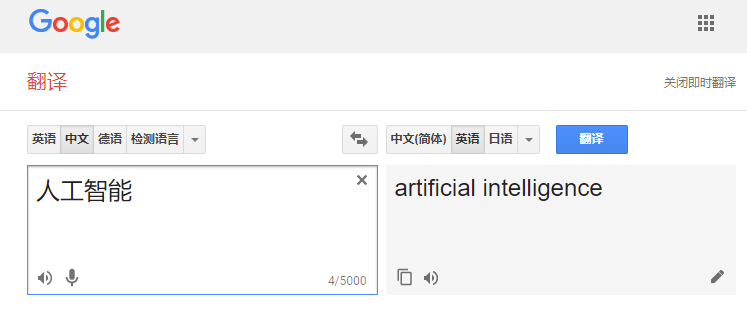 Google
翻译
关闭即时翻译
英语 中文 德语 检测语言
中文(简体) 英语 日语
翻译
人工智能
artificial intelligence
4/5000